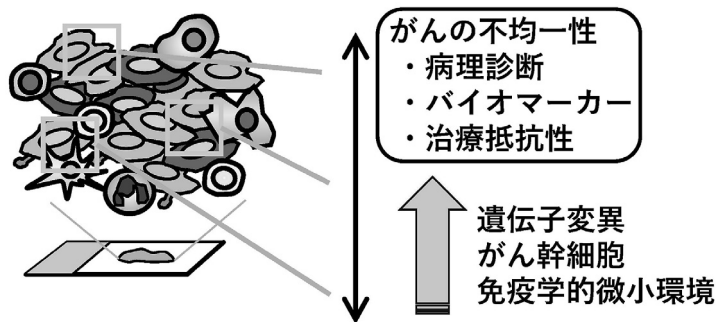 がんの不均一性
・病理診断
・バイオマーカー
・治療抵抗性
遺伝子変異
がん幹細胞
免疫学的微小環境